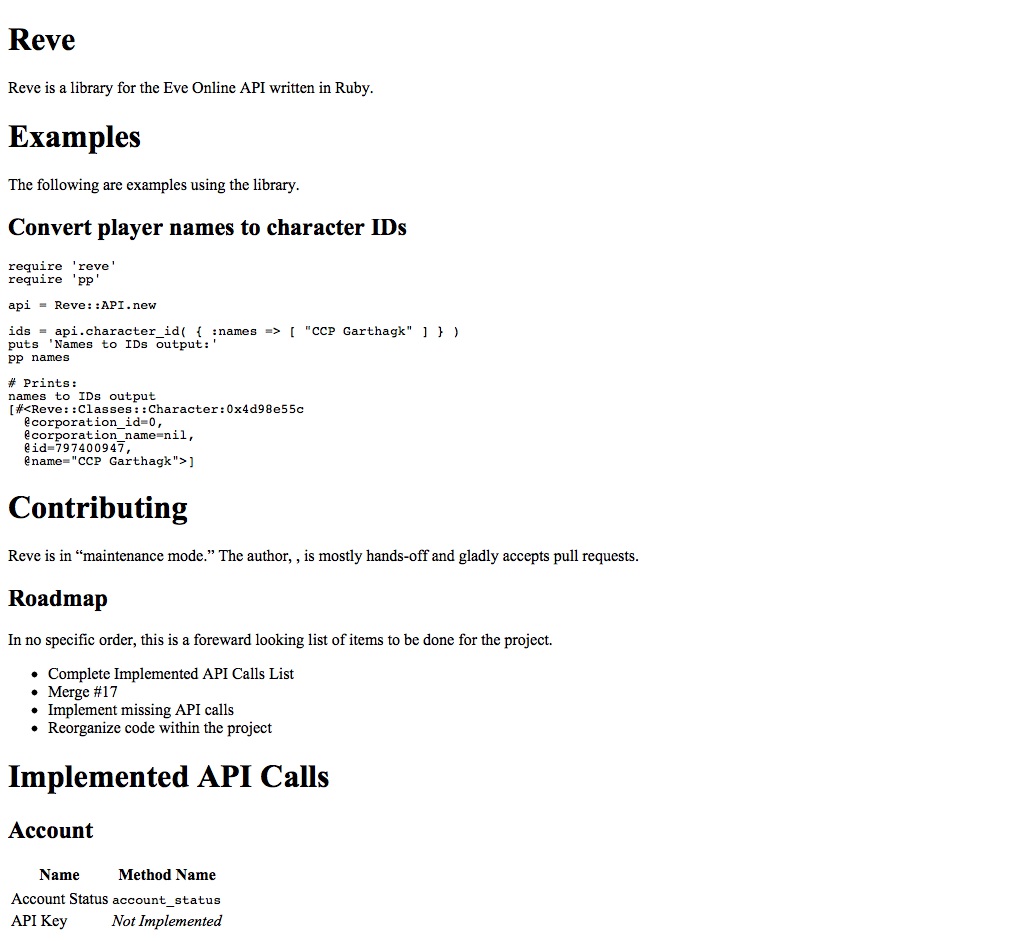 Reve
Reve is a library for the Eve Online API written in Ruby.
Examples
The following are examples using the library.
Convert player names to character IDs
require 'reve'
require 'pp'
api = Reve::API.new
ids = api.character_id( { :names => [ "CCP Garthagk" ] } )
puts 'Names to IDs output:'
pp names
# Prints:
names to IDs output
[#<Reve::Classes::Character:0x4d98e55c
@corporation_id=0,
@corporation_name=nil,
@id=797400947,
@name="CCP Garthagk">]
Contributing
Reve is in “maintenance mode.” The author, , is mostly hands-off and gladly accepts pull requests.
Roadmap
In no specific order, this is a foreward looking list of items to be done for the project.
• Complete Implemented API Calls List
• Merge #17
• Implement missing API calls
• Reorganize code within the project
Implemented API Calls
Account
Name Method Name
Account Status account_status
API Key Not Implemented